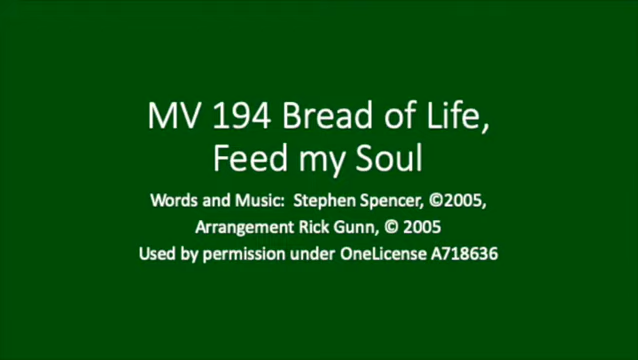 MV 194 Bread of Life,
Feed my Soul
Words and Music:  Stephen Spencer, ©2005,
Arrangement Rick Gunn, © 2005
Used by permission under OneLicense A718636